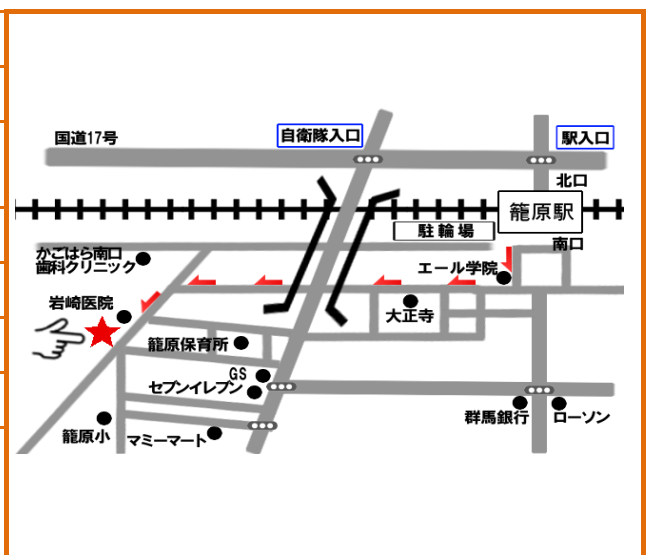 国道17号
自衛隊入口
駅入口
北口
籠原駅
駐輪場
南口
かごはら南口
歯科クリニック
エール学院
岩崎医院
大正寺
籠原保育所
GS
セブンイレブン
群馬銀行
ローソン
籠原小
マミーマート